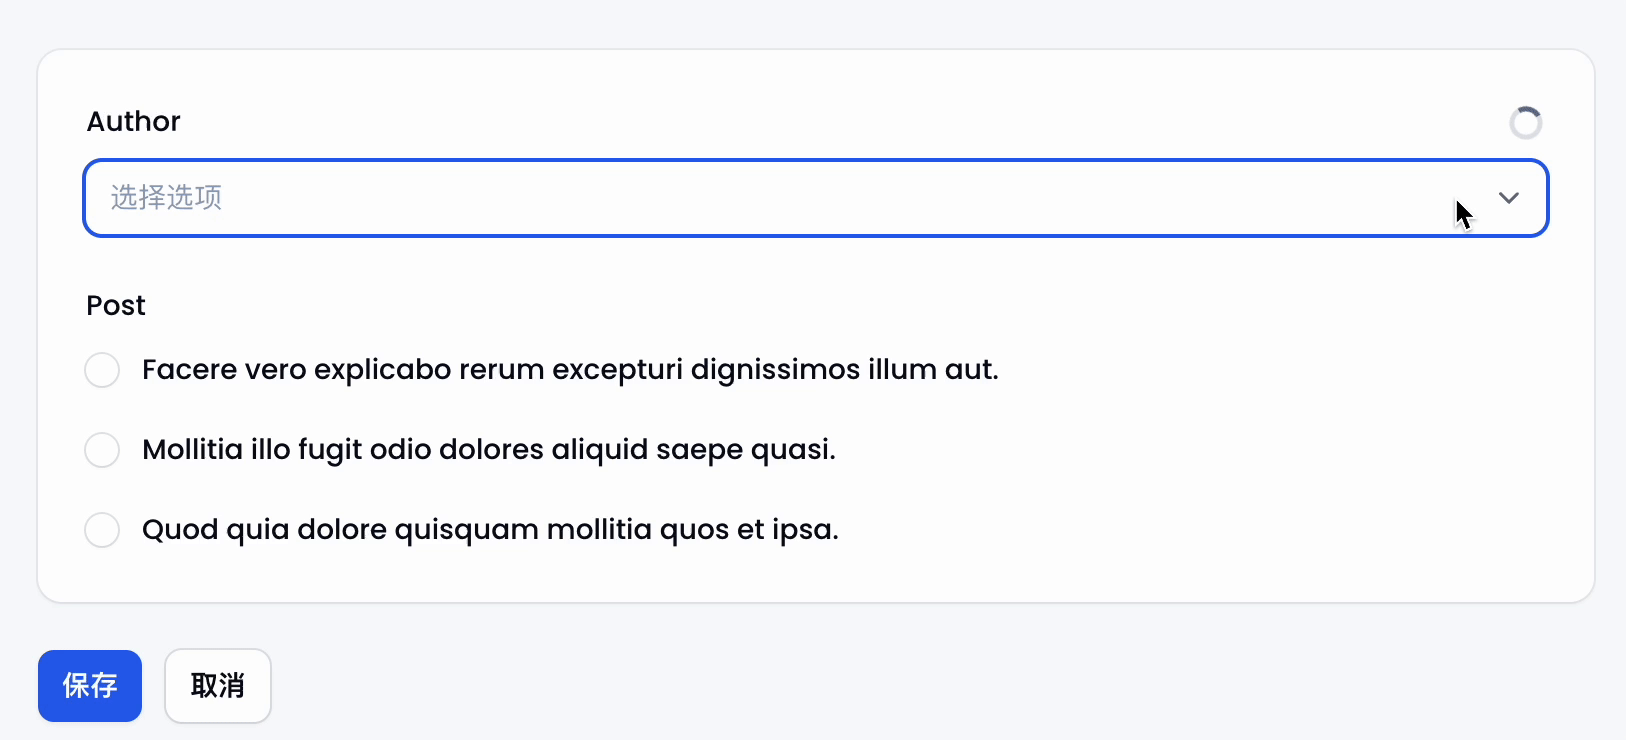 Author
选择选项
Post
Facere vero explicabo rerum excepturi dignissimos illum aut.
Mollitia illo fugit odio dolores aliquid saepe quasi.
Quod quia dolore quisquam mollitia quos et ipsa.
保存 取消